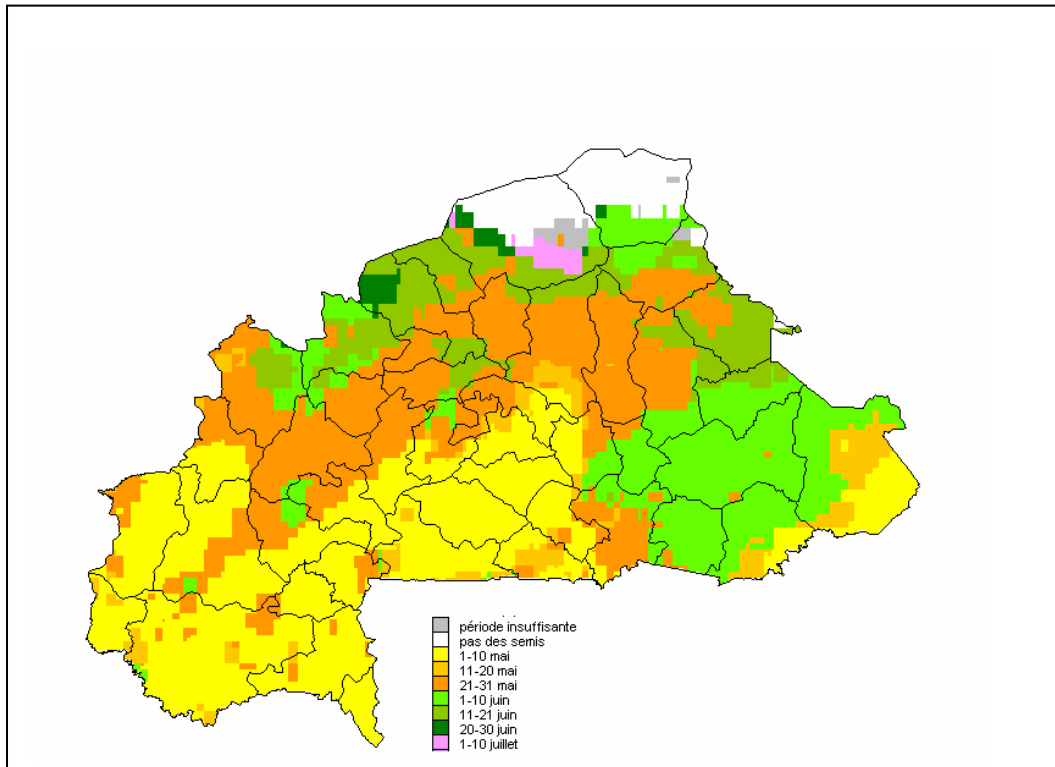 période insuffisante
pas des semis
1-10 mai
11-20 mai
21-31 mai
1-10 juin
11-21 juin
20-30 juin
1-10 juillet